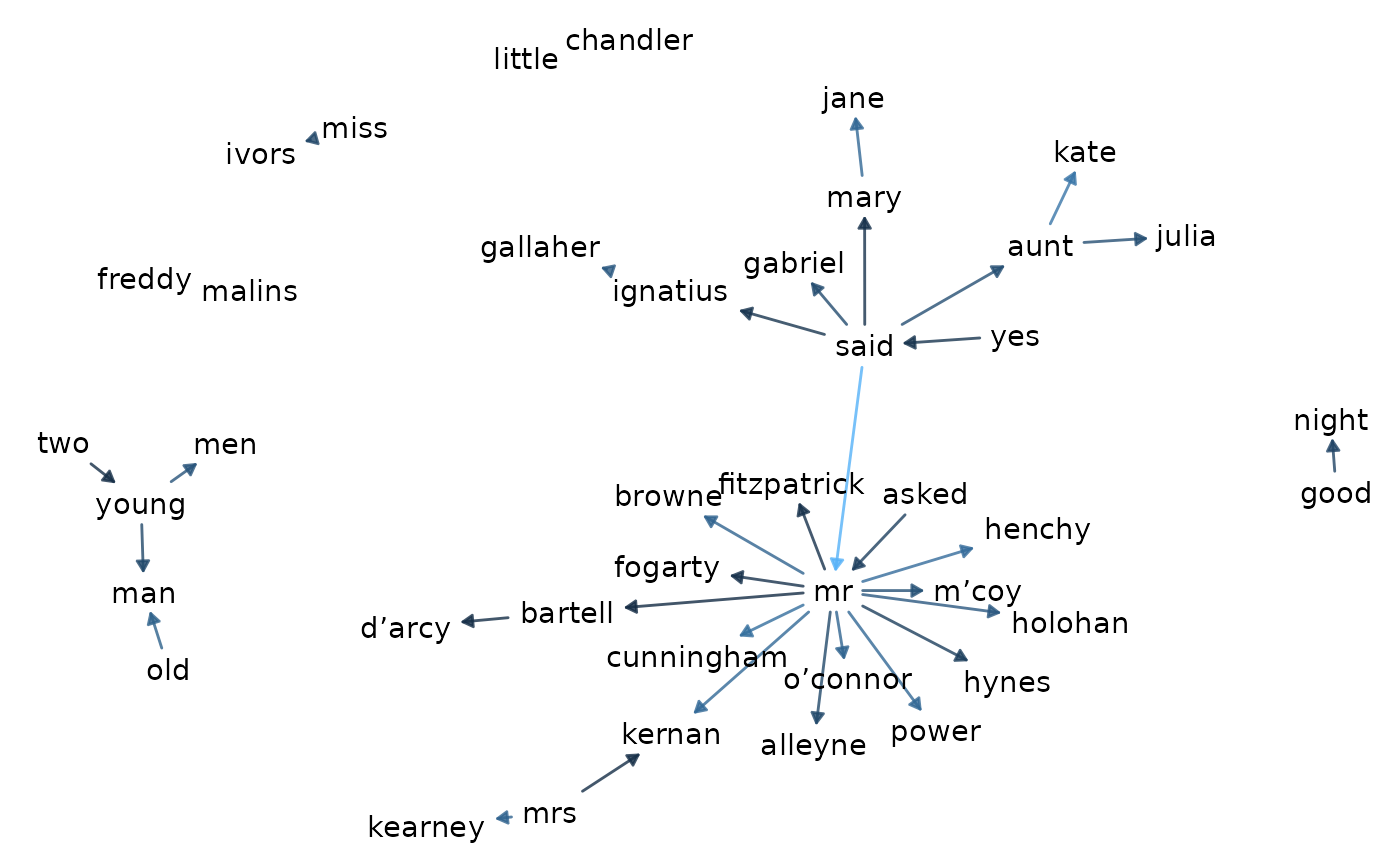 chandler
little
jane
miss
ivors
kate
mary
julia
gallaher
aunt
gabriel
freddy
malins
ignatius
yes
said
night
two
men
fitzpatrick
asked
good
browne
young
henchy
fogarty
mr
m’coy
man
bartell
holohan
d’arcy
cunningham
old
o’connor
hynes
kernan
alleyne
power
mrs
kearney